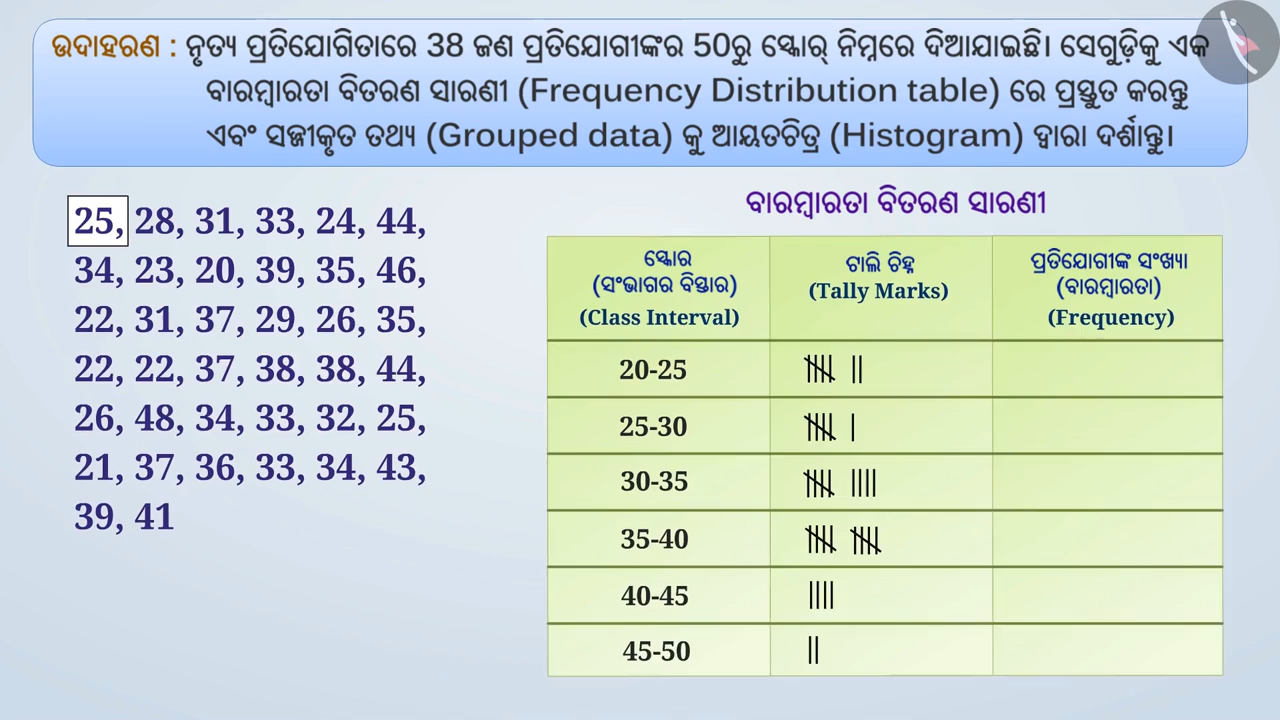 ଉଦାହରଣ : ନୃତ୍ୟ ପ୍ରତିଯୋଗିତାରେ 38 ଜଣ ପ୍ରତିଯୋଗୀଙ୍କର 50ରୁ ସ୍କୋର୍ ନିମ୍ନରେ ଦିଆଯାଇଛି। ସେଗୁଡ଼ିକୁ ଏକ
ବାରମ୍ବାରତା ବିତରଣ ସାରଣୀ (Frequency Distribution table) ରେ ପ୍ରସ୍ତୁତ କରନ୍ତୁ
ଏବଂ ସଜ୍ଜୀକୃତ ତଥ୍ୟ (Grouped data) କୁ ଆୟତଚିତ୍ର (Histogram) ଦ୍ୱାରା ଦର୍ଶାନ୍ତୁ।
25, 28, 31, 33, 24, 44,
34, 23, 20, 39, 35, 46,
22, 31, 37, 29, 26, 35,
22, 22, 37, 38, 38, 44,
26, 48, 34, 33, 32, 25,
21, 37, 36, 33, 34, 43,
39, 41
ବାରମ୍ବାରତା ବିତରଣ ସାରଣୀ
ସ୍କୋର
(ସଂଭାଗର ବିସ୍ତାର)
(Class Interval)
ଟାଲି ଚିହ୍ନ
(Tally Marks)
ପ୍ରତିଯୋଗୀଙ୍କ ସଂଖ୍ୟା
(ବାରମ୍ବାରତା)
(Frequency)
20-25
25-30
30-35
35-40
40-45
45-50